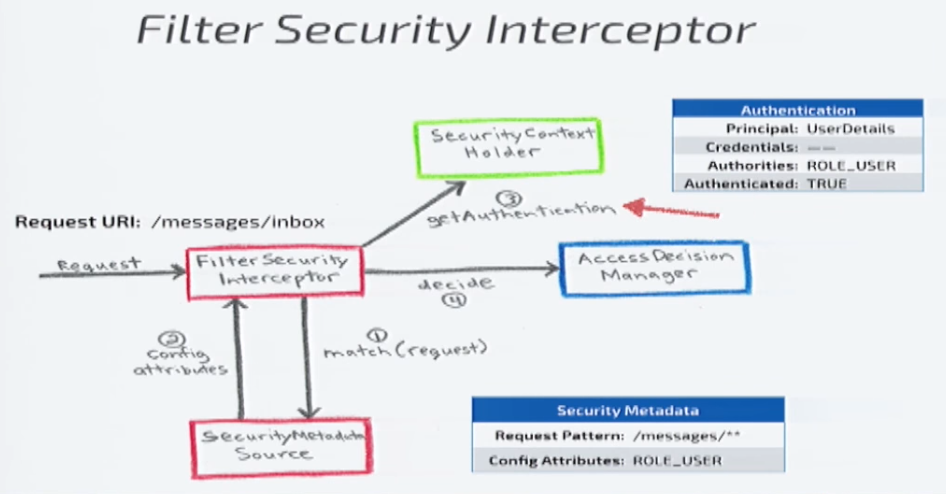 Filter Security Interceptor
SecurityContext
Holder
Authentication
Principal: UserDetails
Credentials: — —
Authorities: ROLE_USER
Authenticated: TRUE
③
getAuthentication
Request URI: /messages/inbox
Request
FilterSecurity
Interceptor
AccessDecision
Manager
decide
④
②
config
attributes
①
match(request)
SecurityMetadata
Source
Security Metadata
Request Pattern: /messages/**
Config Attributes: ROLE_USER